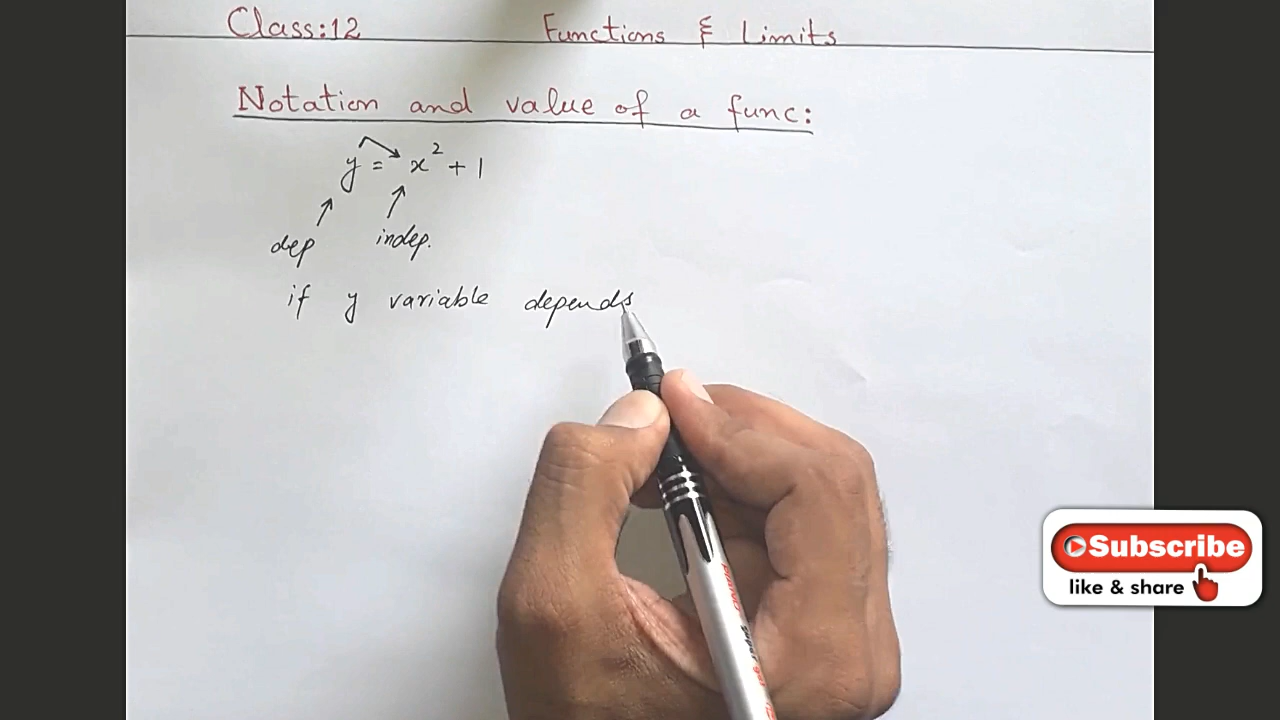 Class:12 Functions & Limits
Notation and value of a func:
y = x² + 1
dep indep.
if y variable depends
Subscribe
like & share